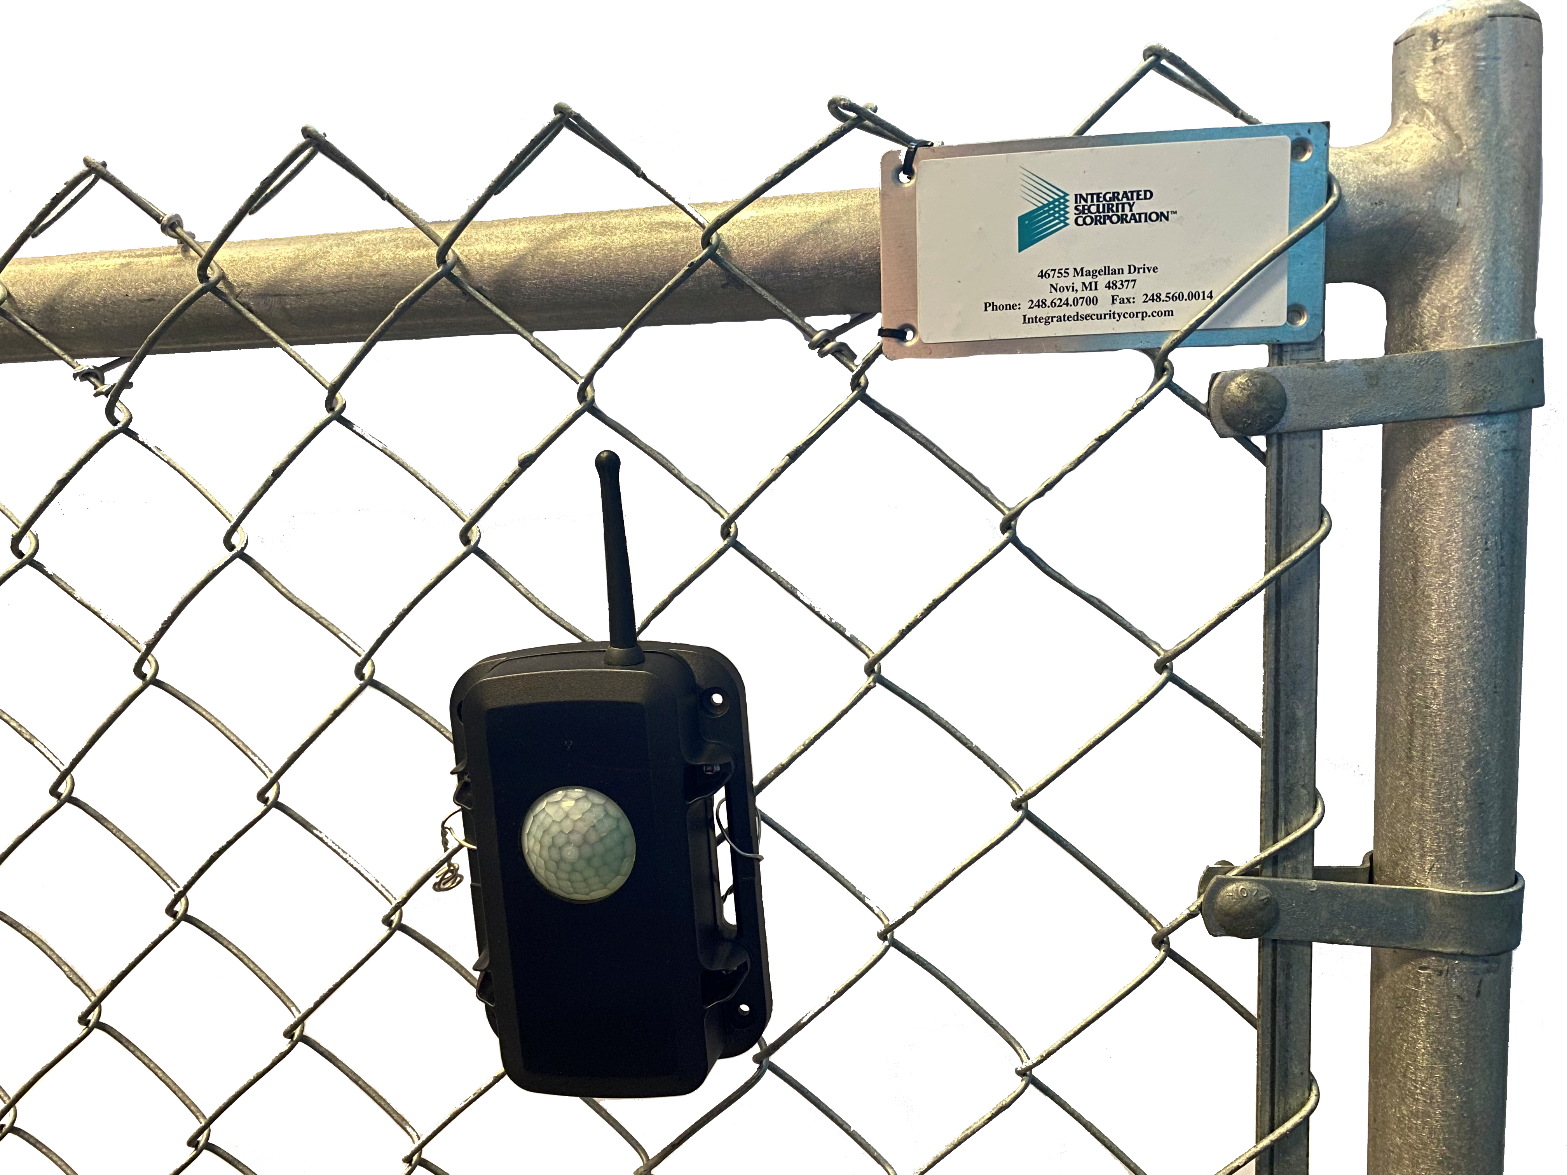 INTEGRATED
SECURITY
CORPORATION™
46755 Magellan Drive
Novi, MI 48377
Phone: 248.624.0700 Fax: 248.560.0014
Integratedsecuritycorp.com